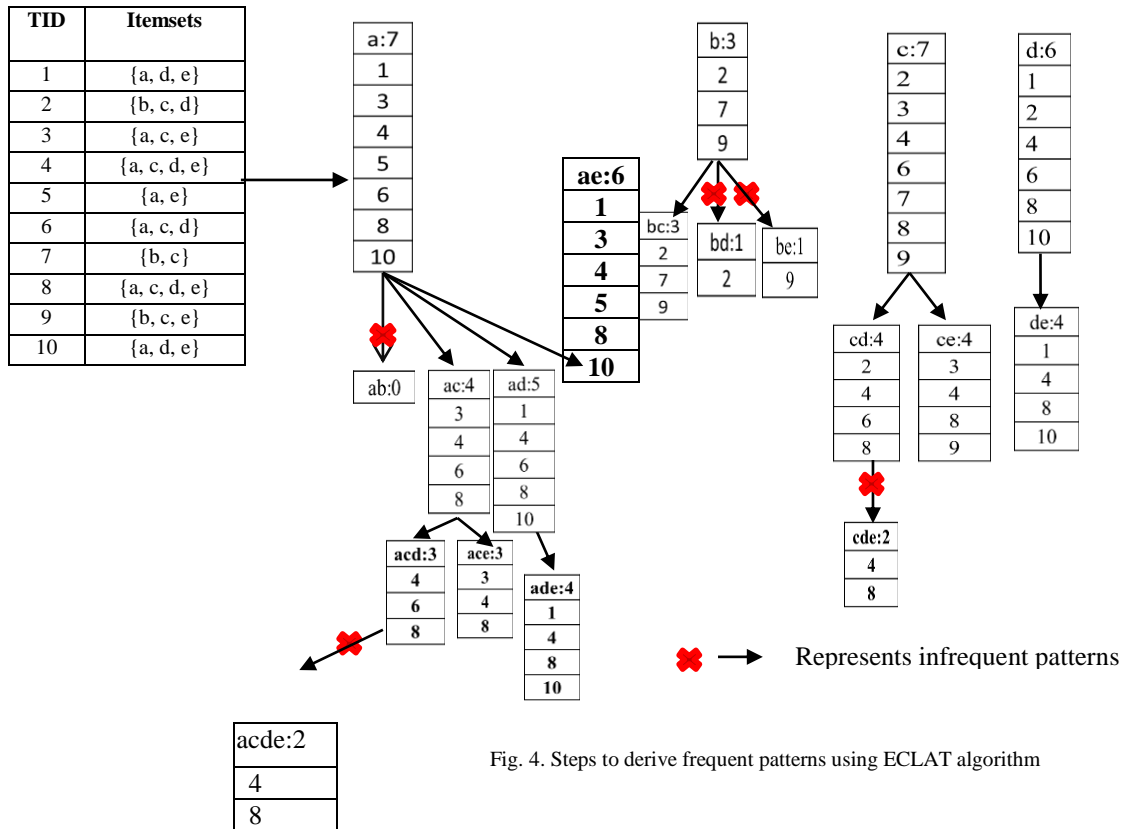 TID Itemsets
1 {a, d, e}
2 {b, c, d}
3 {a, c, e}
4 {a, c, d, e}
5 {a, e}
6 {a, c, d}
7 {b, c}
8 {a, c, d, e}
9 {b, c, e}
10 {a, d, e}
a:7
1
3
4
5
6
8
10
b:3
2
7
9
c:7
2
3
4
6
7
8
9
d:6
1
2
4
6
8
10
ab:0
ac:4
3
4
6
8
ad:5
1
4
6
8
10
ae:6
1
3
4
5
8
10
bc:3
2
7
9
bd:1
2
be:1
9
cd:4
2
4
6
8
ce:4
3
4
8
9
de:4
1
4
8
10
acd:3
4
6
8
ace:3
3
4
8
ade:4
1
4
8
10
cde:2
4
8
Represents infrequent patterns
acde:2
4
8
Fig. 4. Steps to derive frequent patterns using ECLAT algorithm